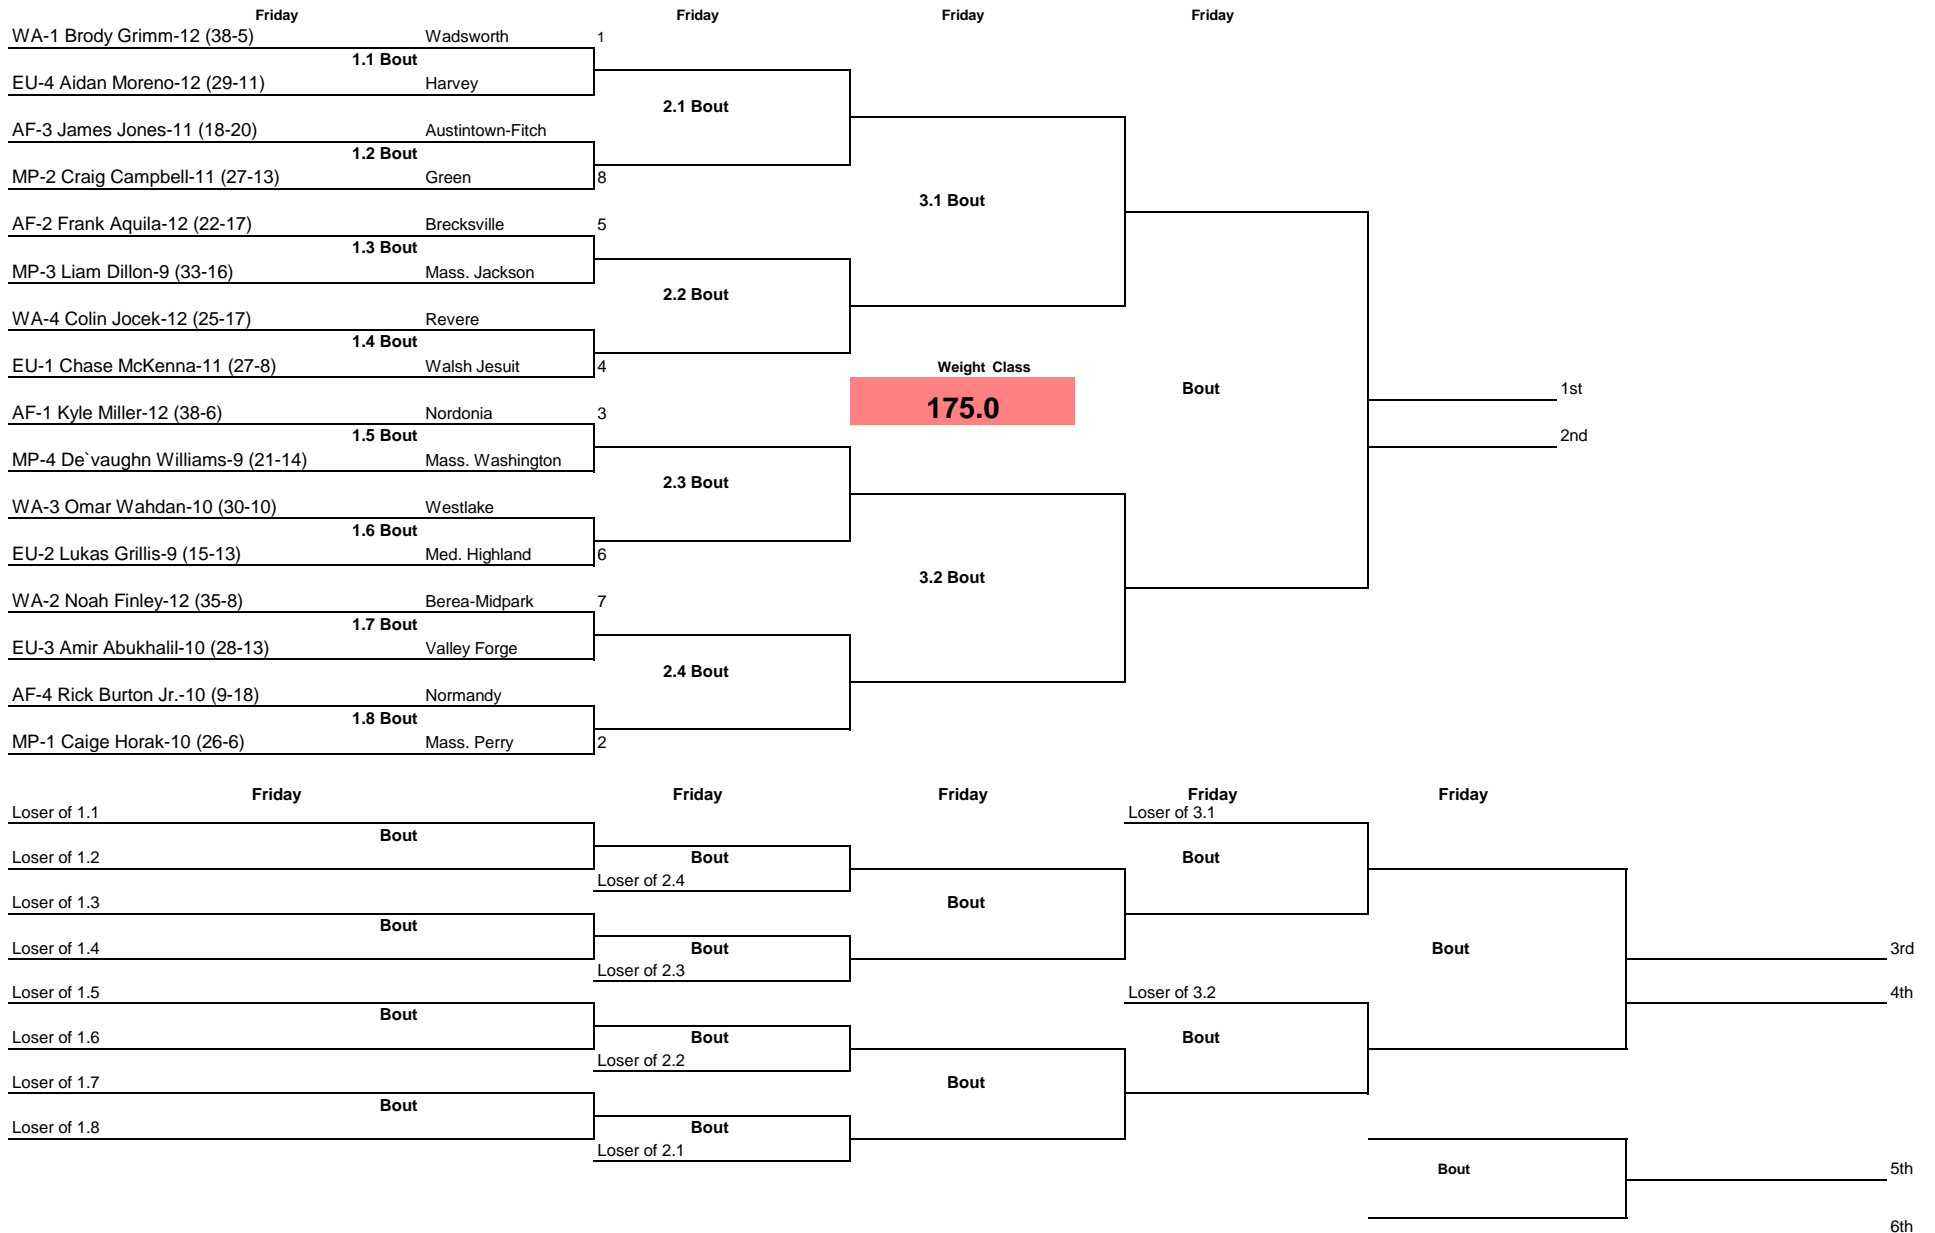 Friday Friday Friday Friday
WA-1 Brody Grimm-12 (38-5) Wadsworth 1
1.1 Bout
EU-4 Aidan Moreno-12 (29-11) Harvey
2.1 Bout
AF-3 James Jones-11 (18-20) Austintown-Fitch
1.2 Bout
MP-2 Craig Campbell-11 (27-13) Green 8
3.1 Bout
AF-2 Frank Aquila-12 (22-17) Brecksville 5
1.3 Bout
MP-3 Liam Dillon-9 (33-16) Mass. Jackson
2.2 Bout
WA-4 Colin Jocek-12 (25-17) Revere
1.4 Bout
EU-1 Chase McKenna-11 (27-8) Walsh Jesuit 4 Weight Class
Bout 1st
AF-1 Kyle Miller-12 (38-6) Nordonia 3 175.0
1.5 Bout 2nd
MP-4 De`vaughn Williams-9 (21-14) Mass. Washington
2.3 Bout
WA-3 Omar Wahdan-10 (30-10) Westlake
1.6 Bout
EU-2 Lukas Grillis-9 (15-13) Med. Highland 6
3.2 Bout
WA-2 Noah Finley-12 (35-8) Berea-Midpark 7
1.7 Bout
EU-3 Amir Abukhalil-10 (28-13) Valley Forge
2.4 Bout
AF-4 Rick Burton Jr.-10 (9-18) Normandy
1.8 Bout
MP-1 Caige Horak-10 (26-6) Mass. Perry 2
Friday Friday Friday Friday Friday
Loser of 1.1 Loser of 3.1
Bout
Loser of 1.2 Bout Bout
Loser of 2.4
Loser of 1.3 Bout
Bout
Loser of 1.4 Bout Bout 3rd
Loser of 2.3
Loser of 1.5 Loser of 3.2 4th
Bout
Loser of 1.6 Bout Bout
Loser of 2.2
Loser of 1.7 Bout
Bout
Loser of 1.8 Bout
Loser of 2.1
Bout 5th
6th